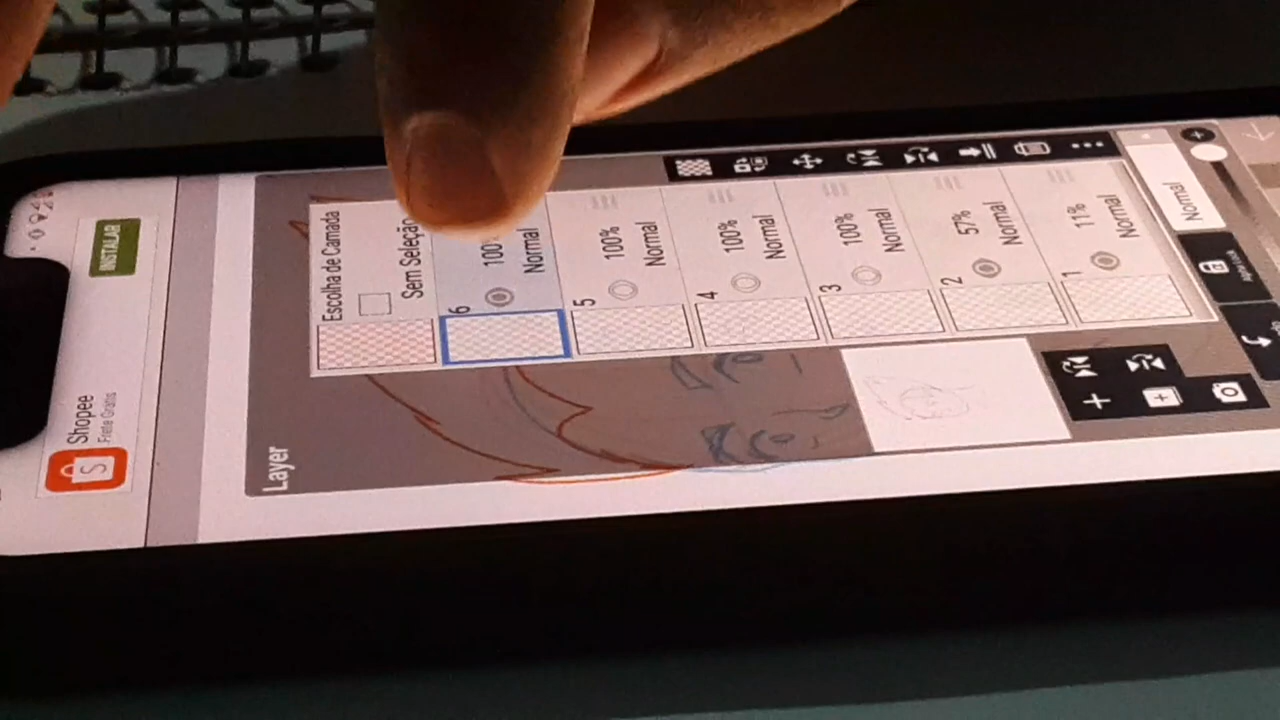 Shopee
Frete Grátis
INSTALAR
Layer
Escolha de Camada
Sem Seleção
6
100%
Normal
5
100%
Normal
4
100%
Normal
3
100%
Normal
2
57%
Normal
1
11%
Normal
Normal